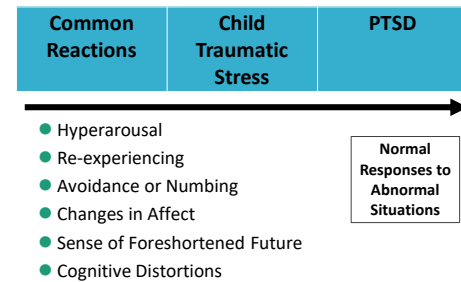 Common
Reactions
Child
Traumatic
Stress
PTSD
Hyperarousal
Re-experiencing
Avoidance or Numbing
Changes in Affect
Sense of Foreshortened Future
Cognitive Distortions
Normal
Responses to
Abnormal
Situations